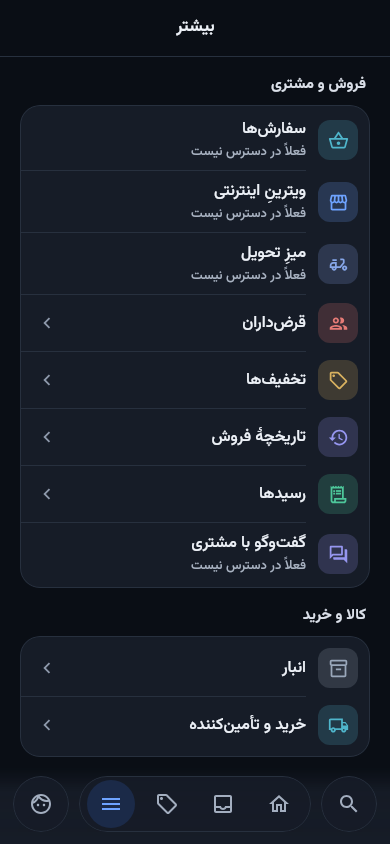 بیشتر
فروش و مشتری
سفارش‌ها
فعلاً در دسترس نیست
ویترینِ اینترنتی
فعلاً در دسترس نیست
میزِ تحویل
فعلاً در دسترس نیست
قرض‌داران
تخفیف‌ها
تاریخچهٔ فروش
رسیدها
گفت‌وگو با مشتری
فعلاً در دسترس نیست
کالا و خرید
انبار
خرید و تأمین‌کننده